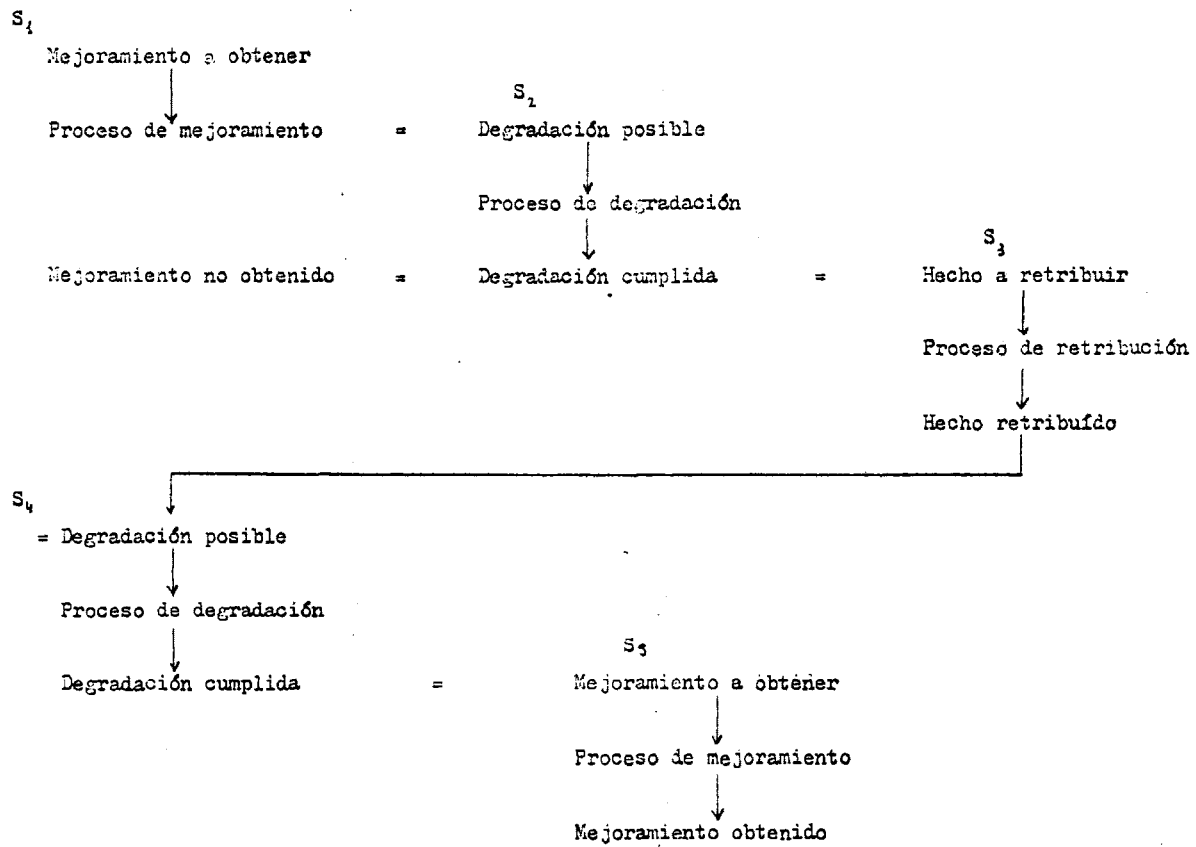 S₁
Mejoramiento a obtener
S₂
Proceso de mejoramiento = Degradación posible
Proceso de degradación
S₃
Mejoramiento no obtenido = Degradación cumplida = Hecho a retribuir
Proceso de retribución
Hecho retribuído
S₄
= Degradación posible
Proceso de degradación
S₅
Degradación cumplida = Mejoramiento a obtener
Proceso de mejoramiento
Mejoramiento obtenido